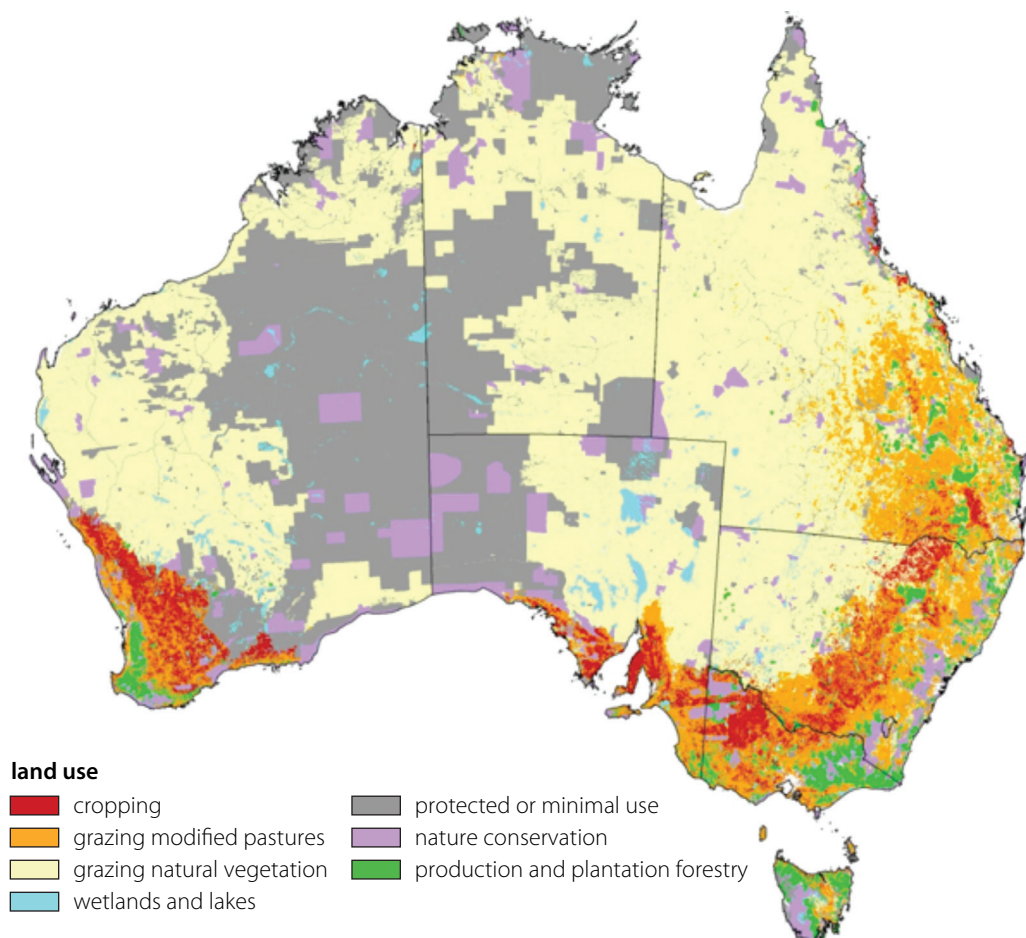 land use
cropping
grazing modified pastures
grazing natural vegetation
wetlands and lakes
protected or minimal use
nature conservation
production and plantation forestry